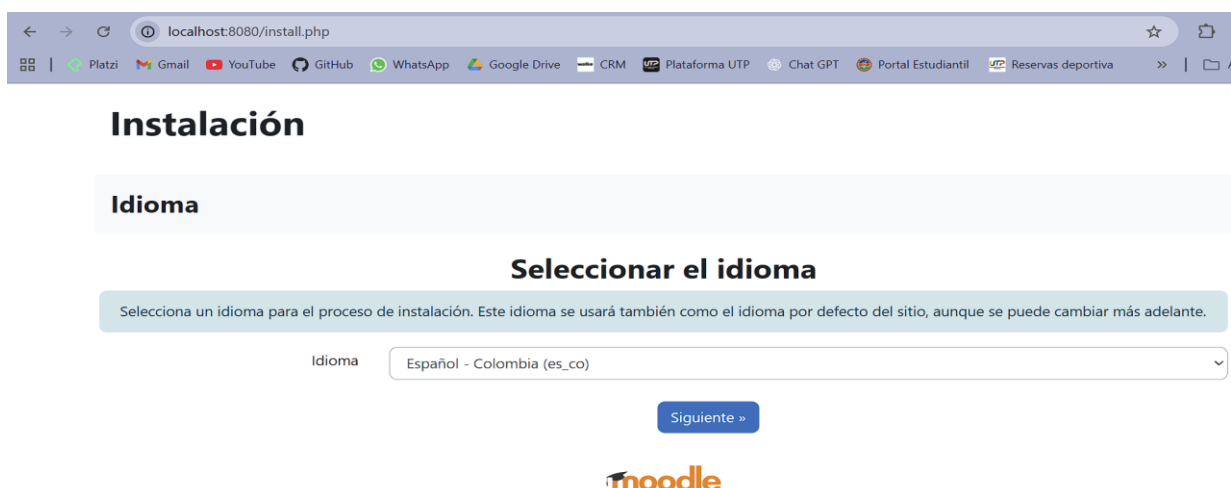 localhost:8080/install.php
Platzi Gmail YouTube GitHub WhatsApp Google Drive CRM Plataforma UTP Chat GPT Portal Estudiantil Reservas deportiva »
Instalación
Idioma
Seleccionar el idioma
Selecciona un idioma para el proceso de instalación. Este idioma se usará también como el idioma por defecto del sitio, aunque se puede cambiar más adelante.
Idioma Español - Colombia (es_co)
Siguiente »
moodle